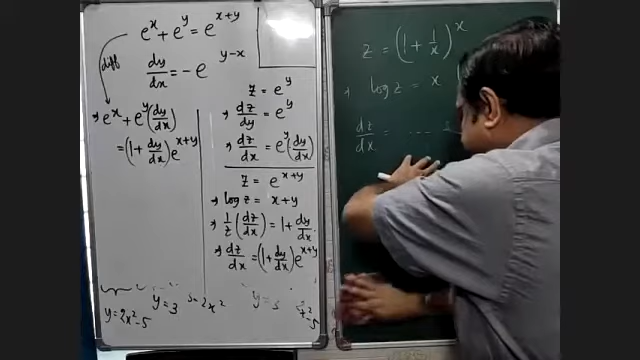 e^x + e^y = e^{x+y}
diff
dy/dx = -e^{y-x}
⇒ e^x + e^y (dy/dx)
= (1 + dy/dx) e^{x+y}
z = e^y
⇒ dz/dy = e^y
⇒ dz/dx = e^y (dy/dx)
z = e^{x+y}
⇒ log z = x+y
⇒ 1/z (dz/dx) = 1 + dy/dx
⇒ dz/dx = (1 + dy/dx) e^{x+y}
y = 2x^2 - 5
y = 3
z = (1 + 1/x)^x
⇒ log z = x
dz/dx = ....